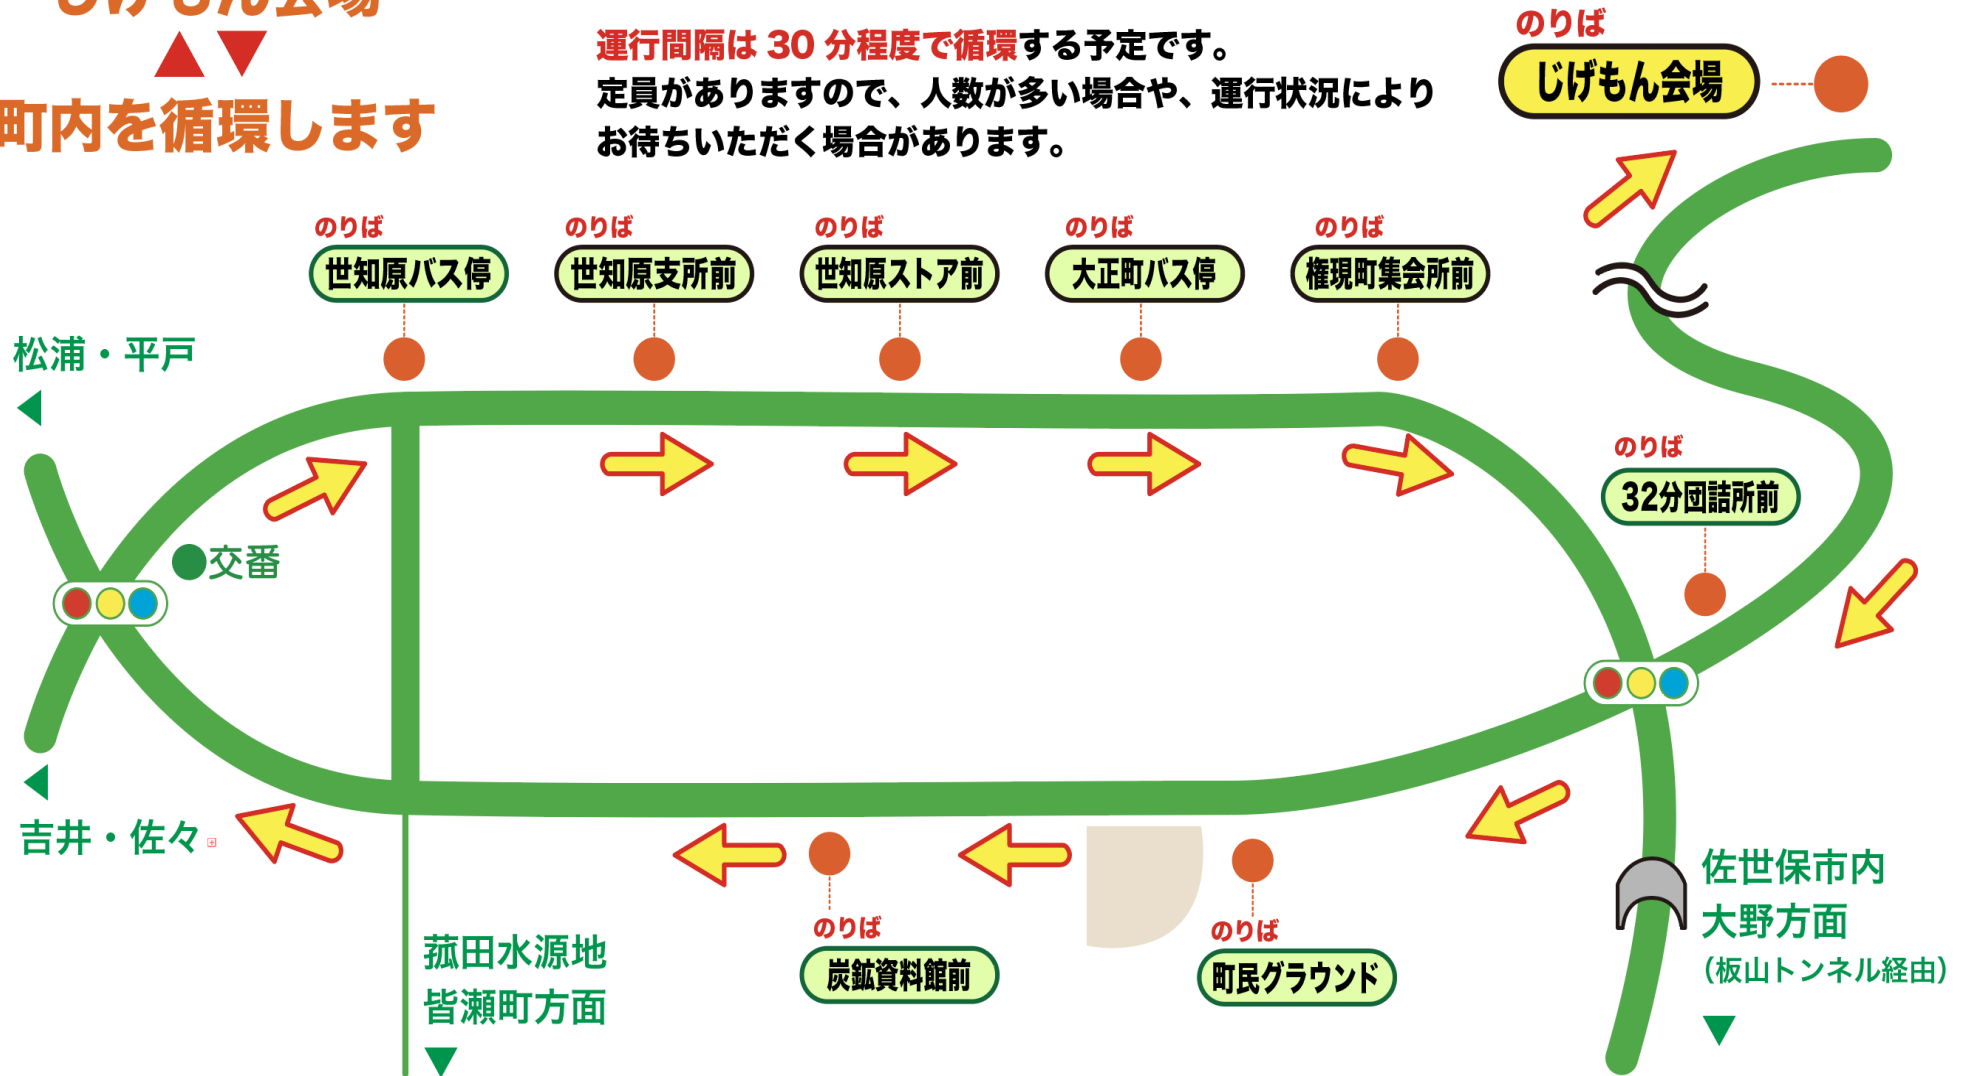 じげもん会場
町内を循環します
運行間隔は 30 分程度で循環する予定です。
定員がありますので、人数が多い場合や、運行状況により
お待ちいただく場合があります。
のりば
じげもん会場
のりば
世知原バス停
のりば
世知原支所前
のりば
世知原ストア前
のりば
大正町バス停
のりば
権現町集会所前
松浦・平戸
のりば
32分団詰所前
交番
吉井・佐々
のりば
炭鉱資料館前
のりば
町民グラウンド
菰田水源地
皆瀬町方面
佐世保市内
大野方面
（板山トンネル経由）